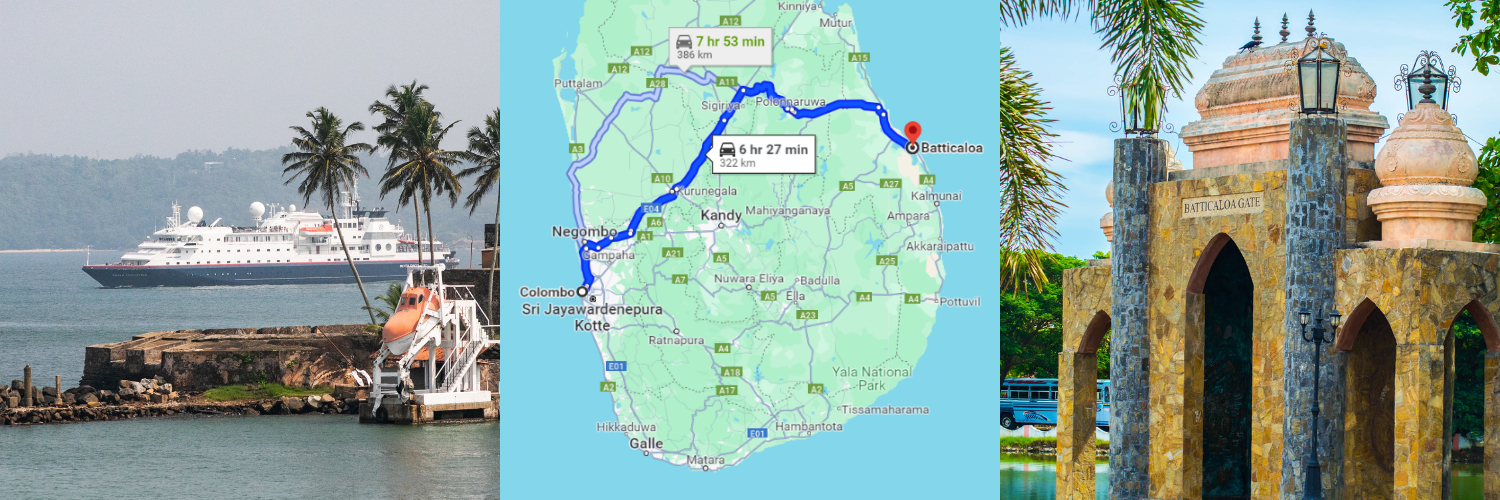 Kinniya
Mutur
A12
7 hr 53 min
386 km
A12
A15
A12
A28
A11
Puttalam
Sigiriya
Polonnaruwa
A3
6 hr 27 min
322 km
Batticaloa
A10
Kurunegala
A5
A27
A4
Kalmunai
E04
Kandy
Mahiyanganaya
Ampara
A6
Negombo
A1
Gampaha
A21
A5
Akkaraipattu
A25
A7
Nuwara Eliya
Badulla
Colombo
A5
Ella
A4
A4
Pottuvil
Sri Jayawardenepura
Kotte
A23
Ratnapura
A4
E01
A18
Yala National
Park
A2
A17
A2
Tissamaharama
Hikkaduwa
E01
Hambantota
Galle
Matara
BATTICALOA GATE